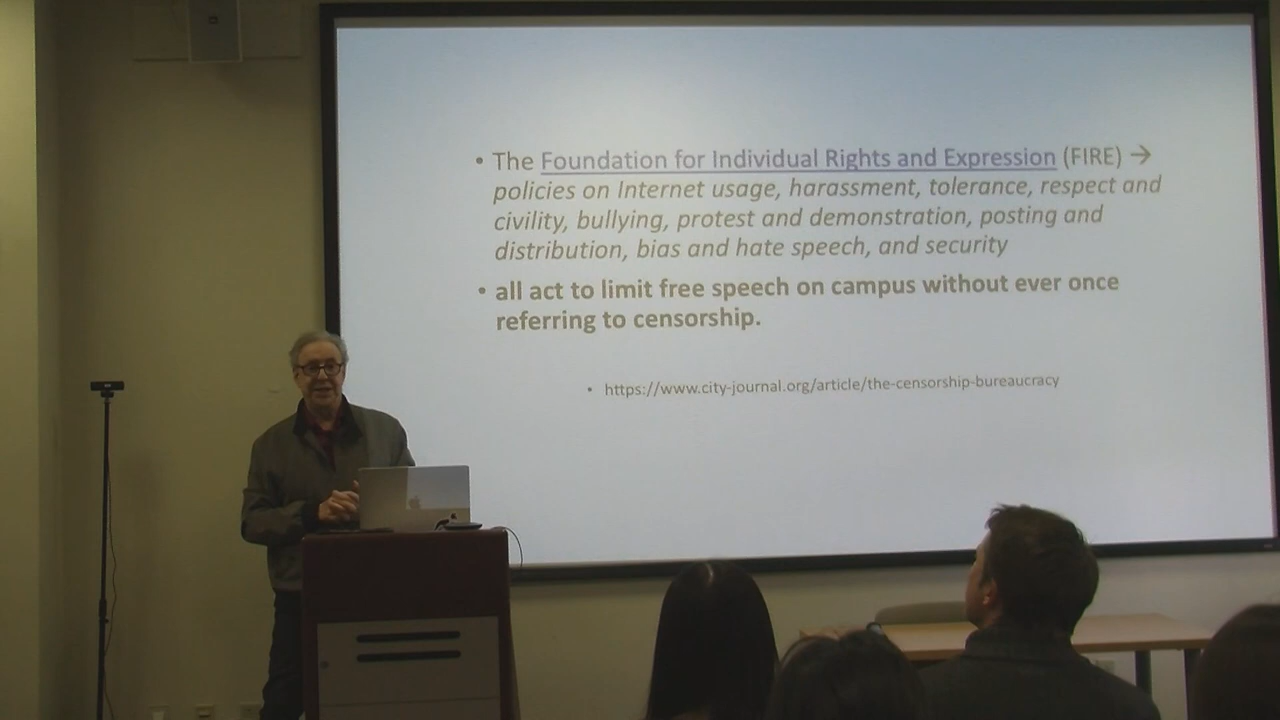 • The Foundation for Individual Rights and Expression (FIRE) →
policies on Internet usage, harassment, tolerance, respect and
civility, bullying, protest and demonstration, posting and
distribution, bias and hate speech, and security
• all act to limit free speech on campus without ever once
referring to censorship.
• https://www.city-journal.org/article/the-censorship-bureaucracy